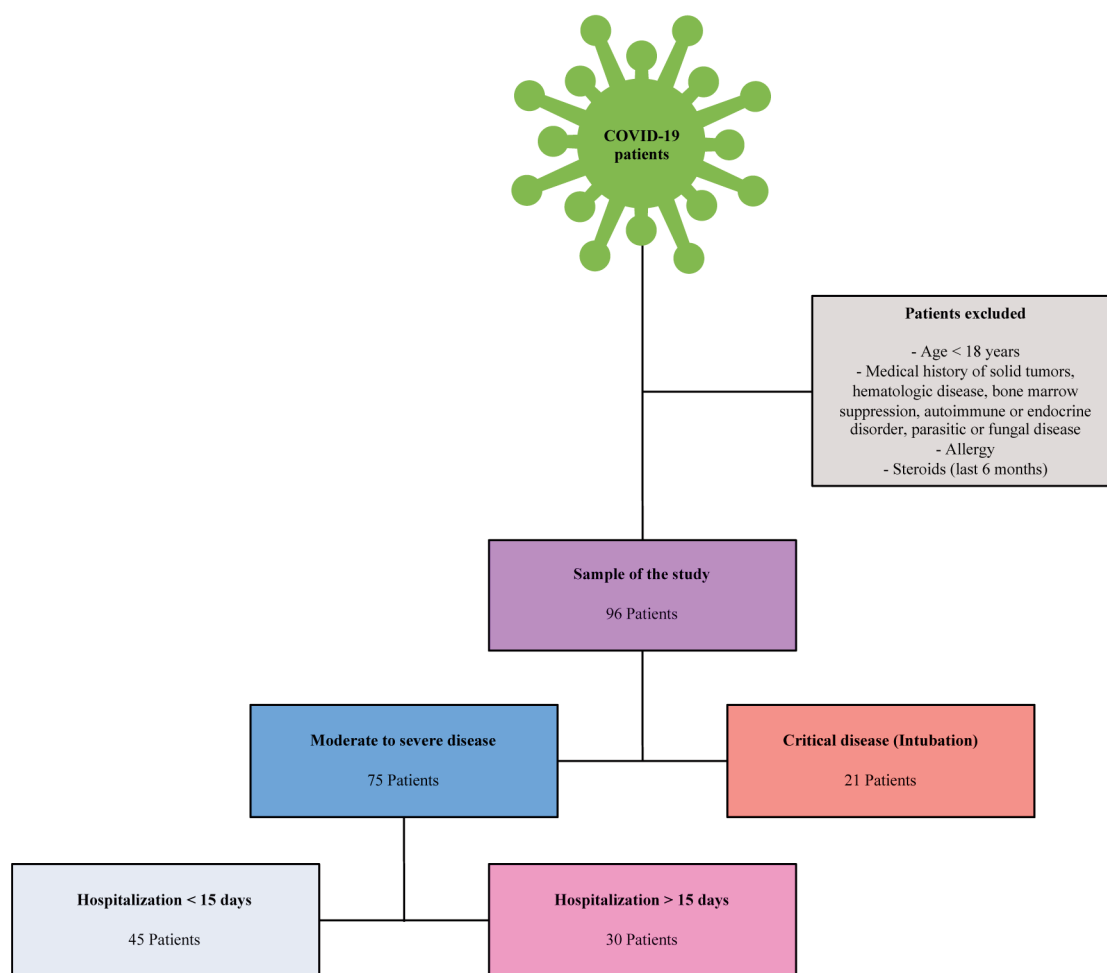 COVID-19
patients
Patients excluded
- Age < 18 years
- Medical history of solid tumors,
hematologic disease, bone marrow
suppression, autoimmune or endocrine
disorder, parasitic or fungal disease
- Allergy
- Steroids (last 6 months)
Sample of the study
96 Patients
Moderate to severe disease
75 Patients
Critical disease (Intubation)
21 Patients
Hospitalization < 15 days
45 Patients
Hospitalization > 15 days
30 Patients